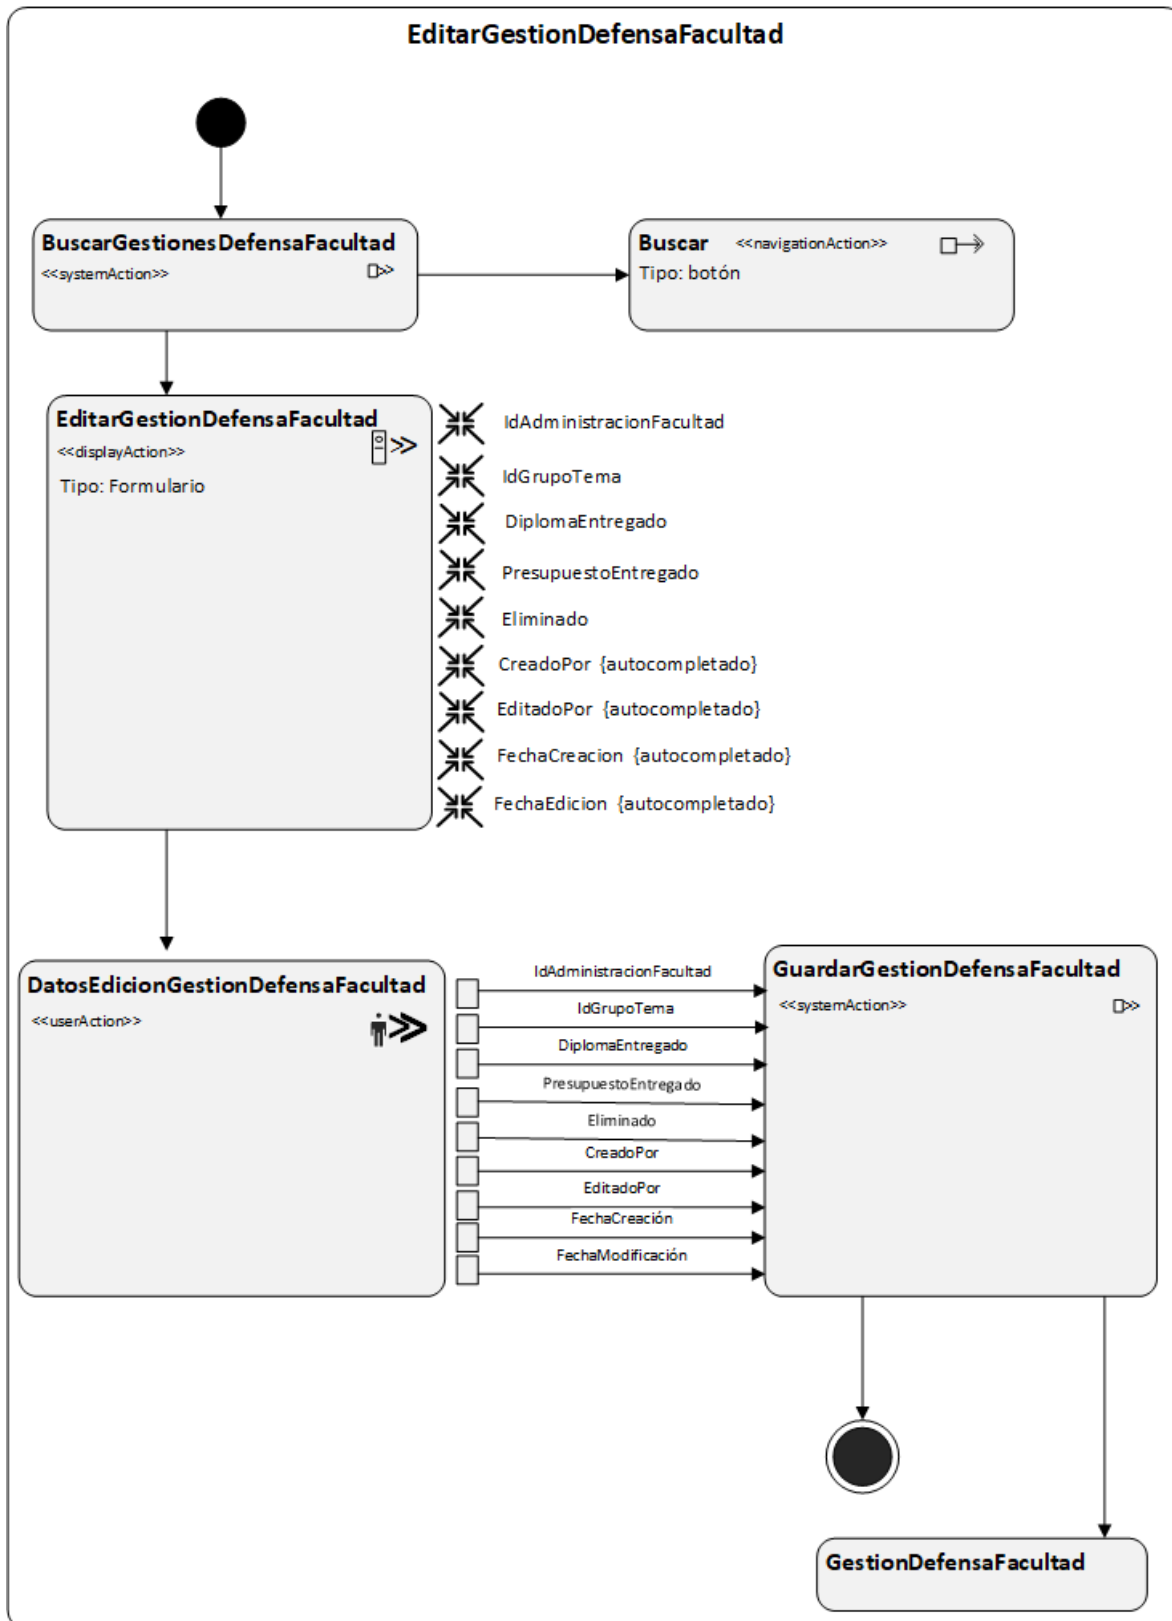 EditarGestionDefensaFacultad
BuscarGestionesDefensaFacultad
<<systemAction>>
Buscar <<navigationAction>>
Tipo: botón
EditarGestionDefensaFacultad
<<displayAction>>
Tipo: Formulario
IdAdministracionFacultad
IdGrupoTema
DiplomaEntregado
PresupuestoEntregado
Eliminado
CreadoPor {autocompletado}
EditadoPor {autocompletado}
FechaCreacion {autocompletado}
FechaEdicion {autocompletado}
DatosEdicionGestionDefensaFacultad
<<userAction>>
IdAdministracionFacultad
IdGrupoTema
DiplomaEntregado
PresupuestoEntregado
Eliminado
CreadoPor
EditadoPor
FechaCreación
FechaModificación
GuardarGestionDefensaFacultad
<<systemAction>>
GestionDefensaFacultad